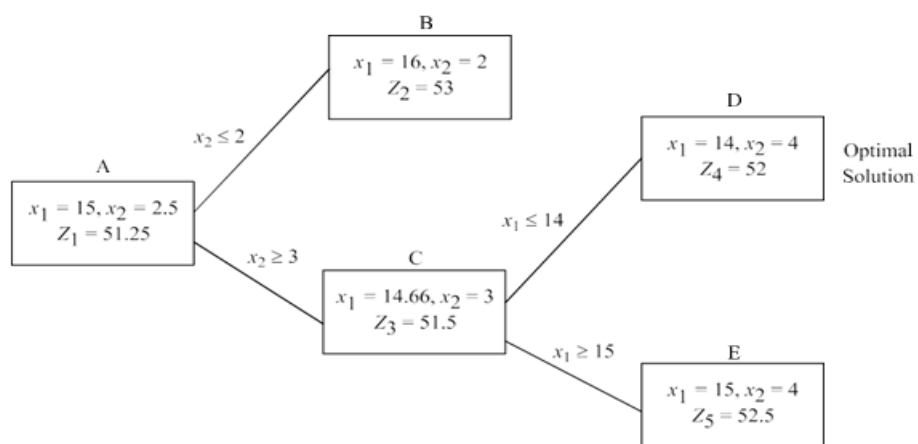 A
x1 = 15, x2 = 2.5
Z1 = 51.25
x2 ≤ 2
x2 ≥ 3
B
x1 = 16, x2 = 2
Z2 = 53
C
x1 = 14.66, x2 = 3
Z3 = 51.5
x1 ≤ 14
x1 ≥ 15
D
x1 = 14, x2 = 4
Z4 = 52
Optimal
Solution
E
x1 = 15, x2 = 4
Z5 = 52.5